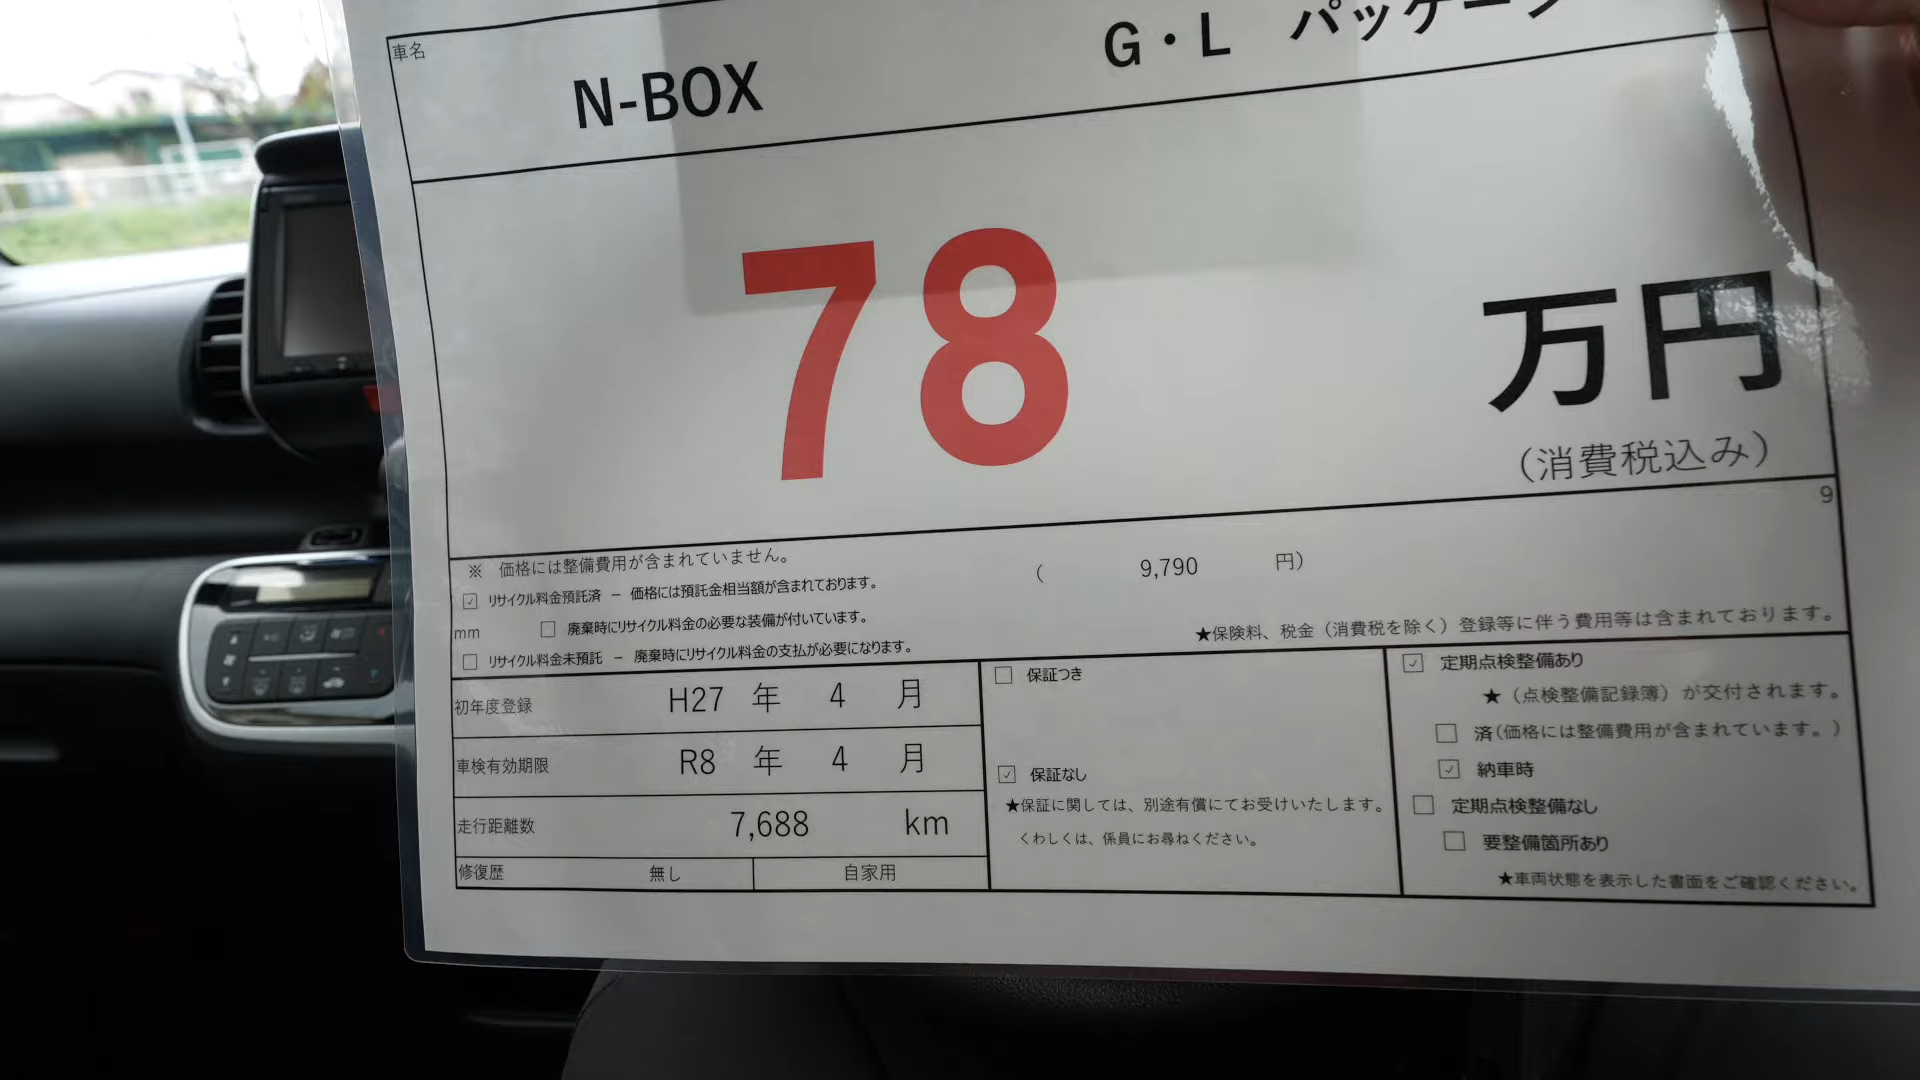 車名
N-BOX G・L パッケージ
78 万円
(消費税込み)
9
※ 価格には整備費用が含まれていません。
☑ リサイクル料金預託済 － 価格には預託金相当額が含まれております。 ( 9,790 円)
mm □ 廃棄時にリサイクル料金の必要な装備が付いています。
□ リサイクル料金未預託 － 廃棄時にリサイクル料金の支払が必要になります。
★保険料、税金（消費税を除く）登録等に伴う費用等は含まれております。
初年度登録 H27 年 4 月
車検有効期限 R8 年 4 月
走行距離数 7,688 km
修復歴 無し 自家用
□ 保証つき
☑ 保証なし
★保証に関しては、別途有償にてお受けいたします。
くわしくは、係員にお尋ねください。
☑ 定期点検整備あり
★（点検整備記録簿）が交付されます。
□ 済(価格には整備費用が含まれています。)
☑ 納車時
□ 定期点検整備なし
□ 要整備箇所あり
★車両状態を表示した書面をご確認ください。